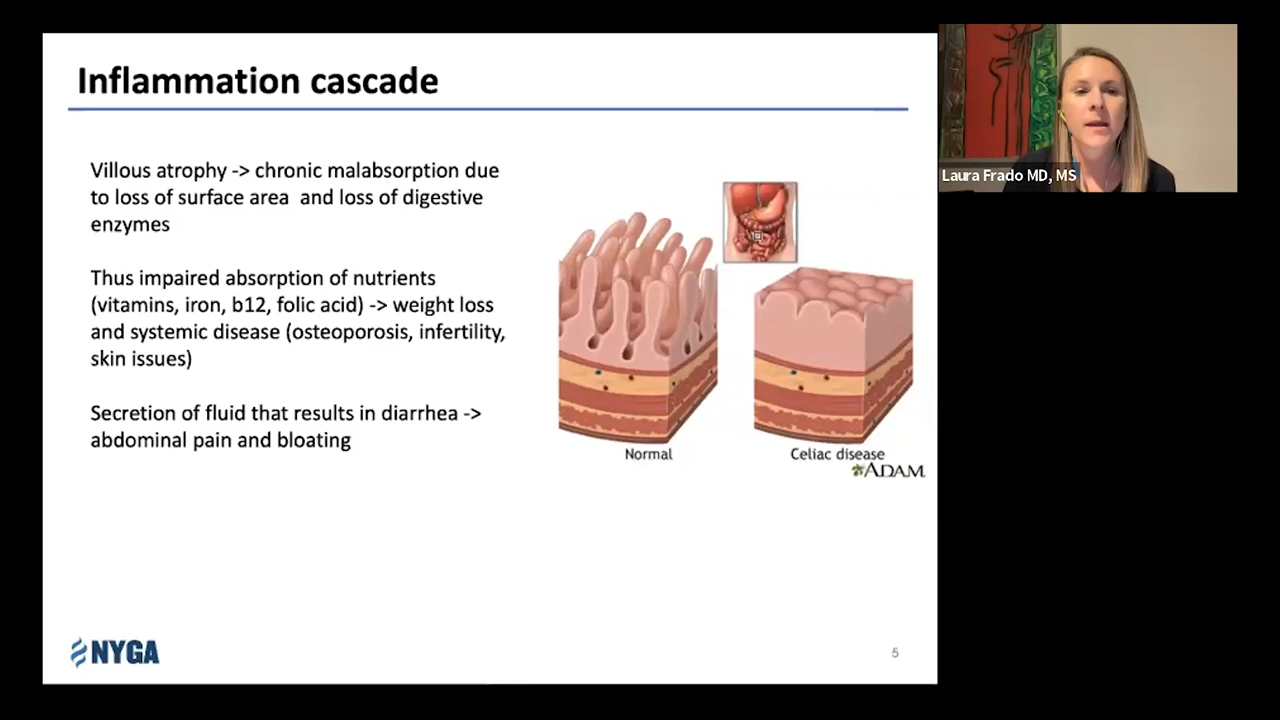 Inflammation cascade
Villous atrophy -> chronic malabsorption due
to loss of surface area  and loss of digestive
enzymes
Thus impaired absorption of nutrients
(vitamins, iron, b12, folic acid) -> weight loss
and systemic disease (osteoporosis, infertility,
skin issues)
Secretion of fluid that results in diarrhea ->
abdominal pain and bloating
Normal
Celiac disease
ADAM.
NYGA
5
Laura Frado MD, MS